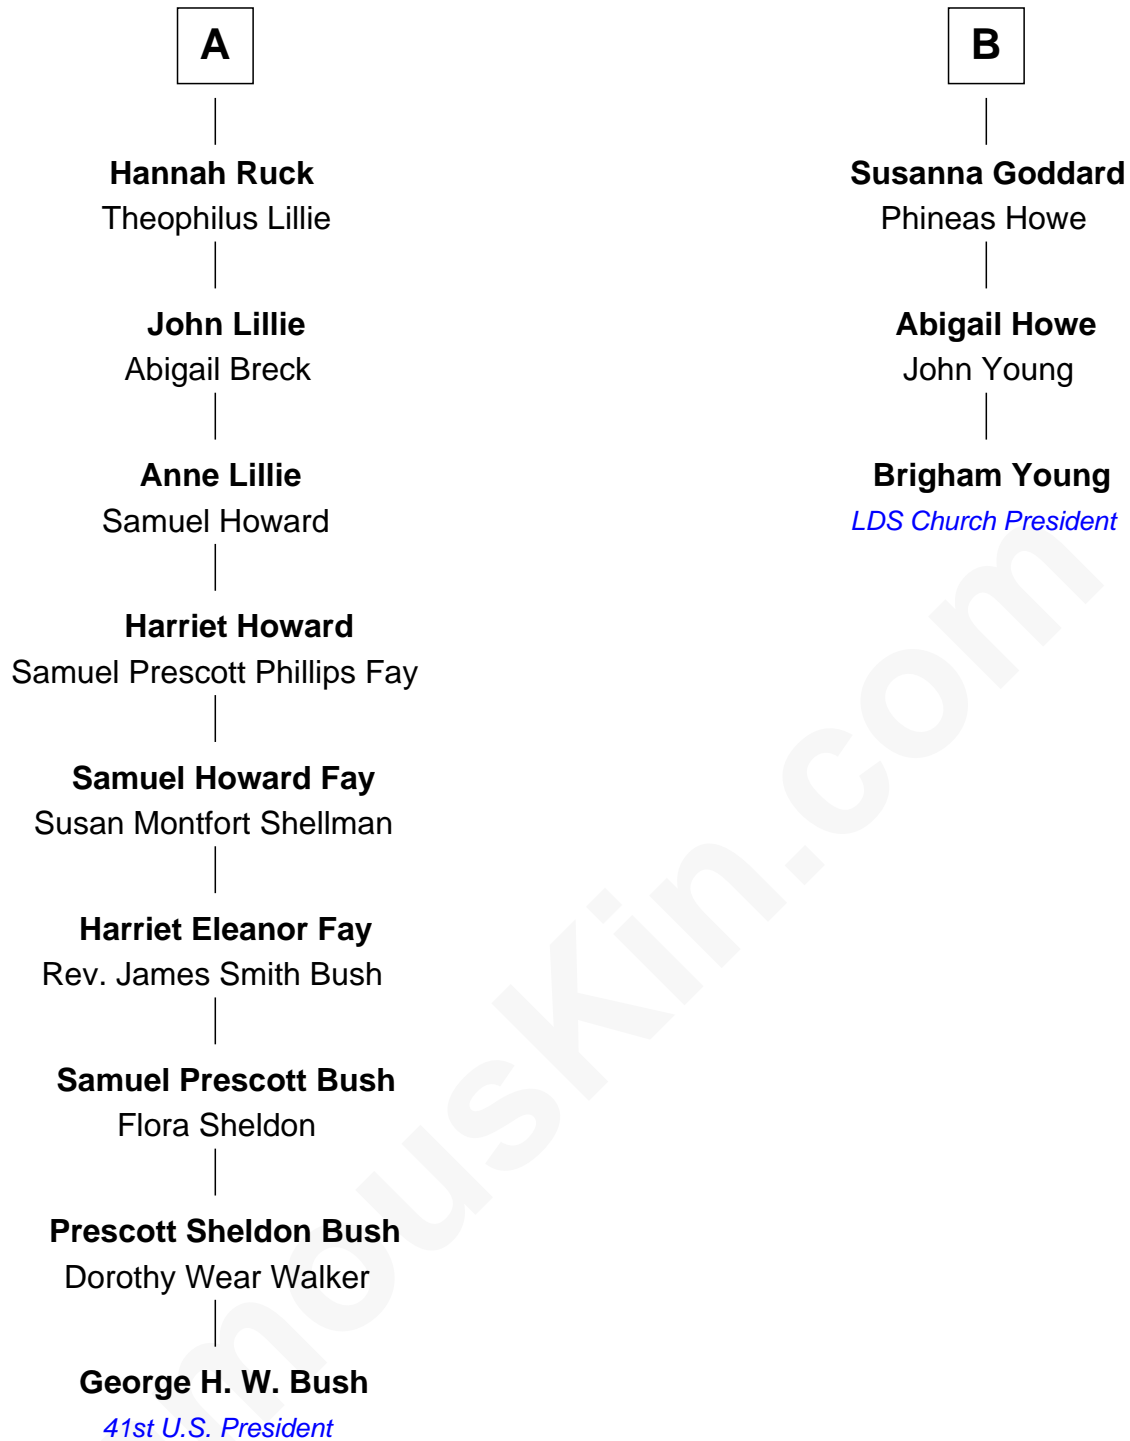 A
Hannah Ruck
Theophilus Lillie
John Lillie
Abigail Breck
Anne Lillie
Samuel Howard
Harriet Howard
Samuel Prescott Phillips Fay
Samuel Howard Fay
Susan Montfort Shellman
Harriet Eleanor Fay
Rev. James Smith Bush
Samuel Prescott Bush
Flora Sheldon
Prescott Sheldon Bush
Dorothy Wear Walker
George H. W. Bush
41st U.S. President
B
Susanna Goddard
Phineas Howe
Abigail Howe
John Young
Brigham Young
LDS Church President
mouskin.com